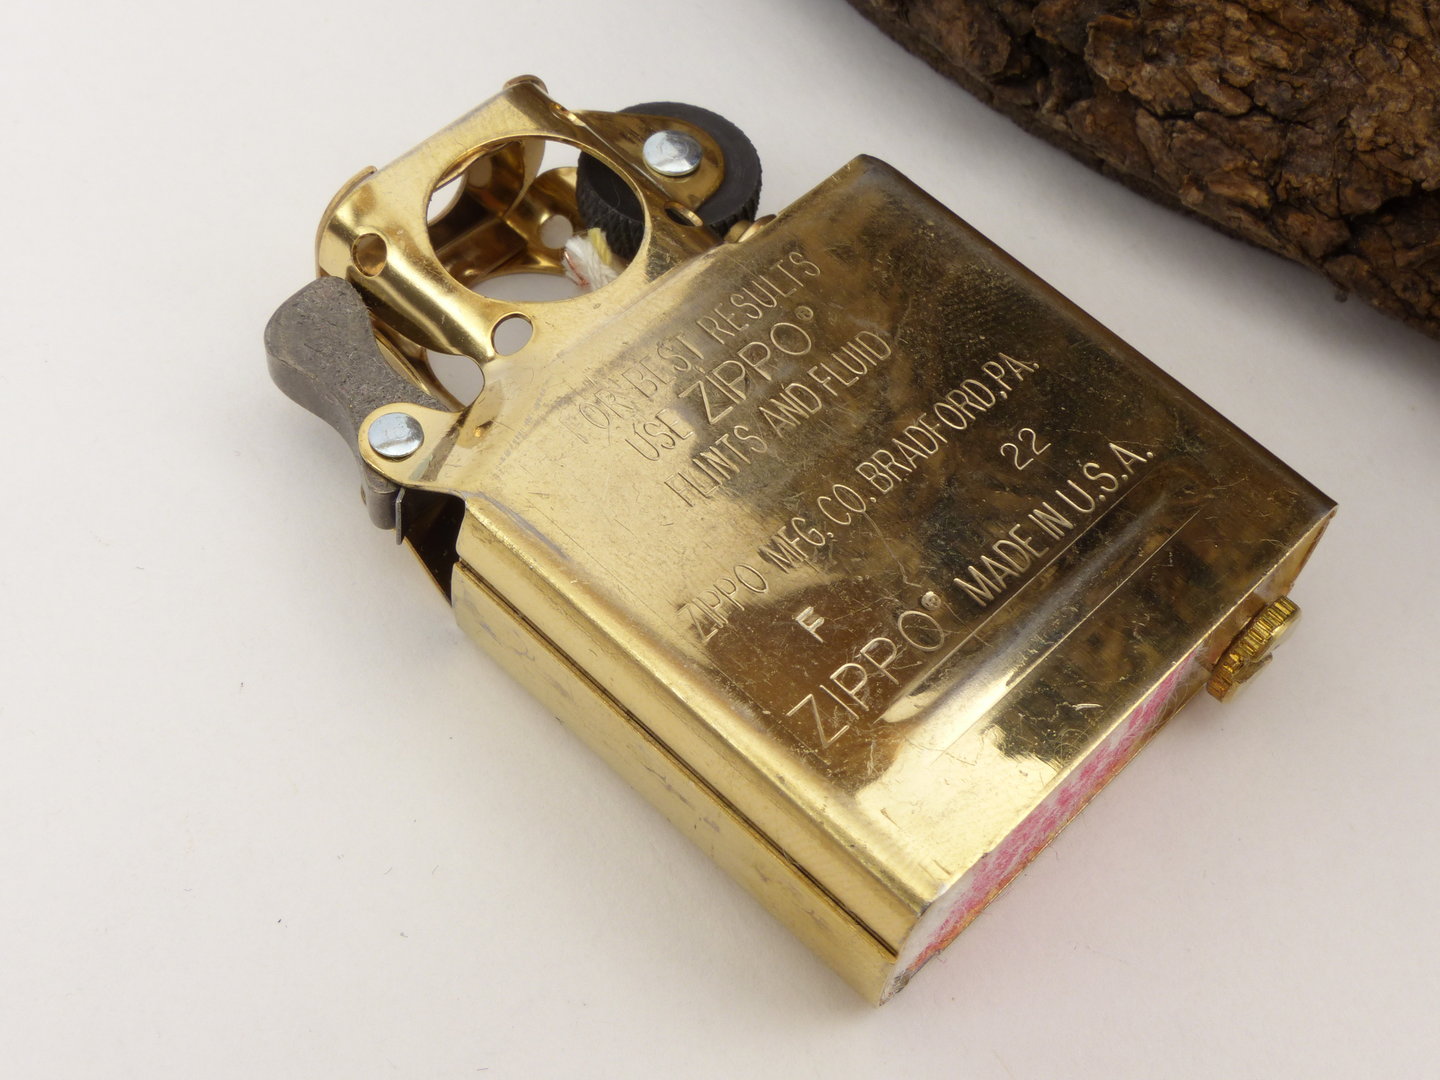 FOR BEST RESULTS
USE ZIPPO®
FLINTS AND FLUID
ZIPPO MFG. CO. BRADFORD, PA.
F 22
ZIPPO® MADE IN U.S.A.